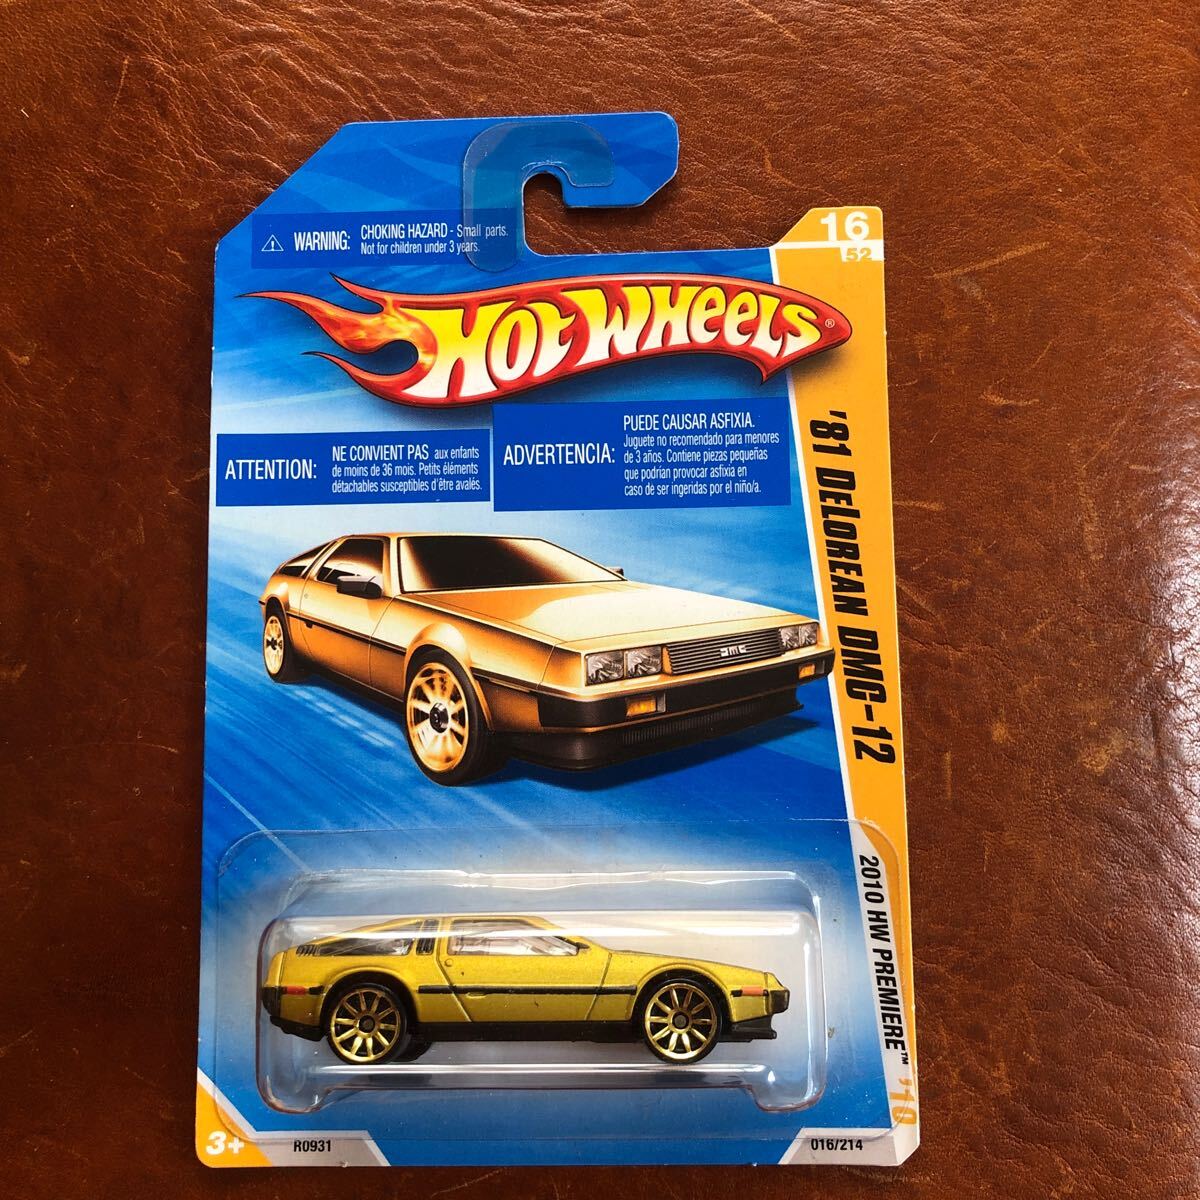 WARNING: CHOKING HAZARD - Small parts.
Not for children under 3 years.
16
52
HOT WHEELS®
'81 DELOREAN DMC-12
ATTENTION: NE CONVIENT PAS aux enfants
de moins de 36 mois. Petits éléments
détachables susceptibles d'être avalés.
ADVERTENCIA: PUEDE CAUSAR ASFIXIA.
Juguete no recomendado para menores
de 3 años. Contiene piezas pequeñas
que podrían provocar asfixia en
caso de ser ingeridas por el niño/a.
DMC
2010 HW PREMIERE™
'10
3+
R0931
016/214